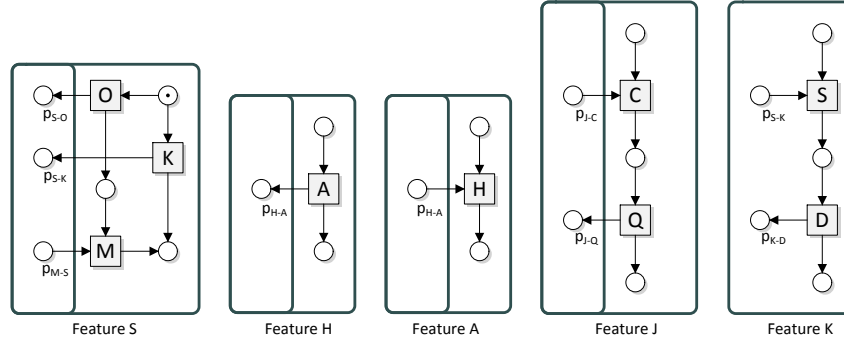 O
p_S-O
K
p_S-K
M
p_M-S
Feature S
A
p_H-A
Feature H
H
p_H-A
Feature A
C
p_J-C
Q
p_J-Q
Feature J
S
p_S-K
D
p_K-D
Feature K